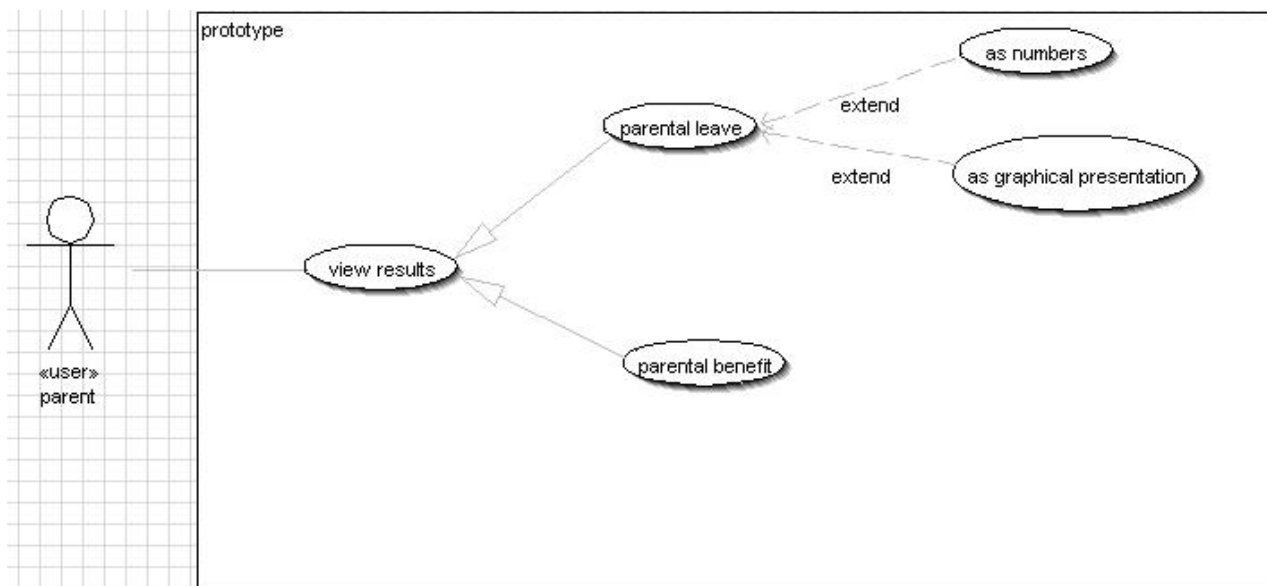 prototype
as numbers
extend
parental leave
extend
as graphical presentation
view results
parental benefit
«user»
parent